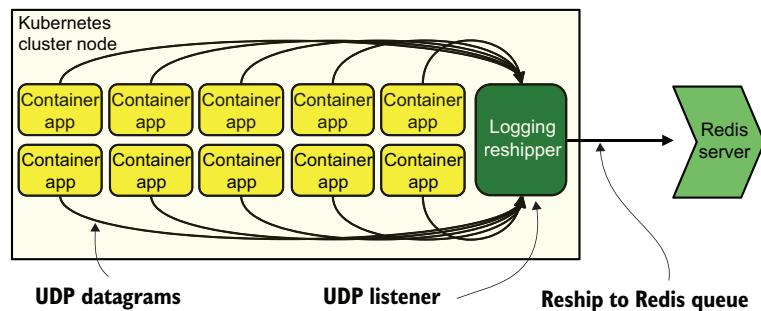 Kubernetes
cluster node
Container
app
Container
app
Container
app
Container
app
Container
app
Container
app
Container
app
Container
app
Container
app
Container
app
Logging
reshipper
Redis
server
UDP datagrams
UDP listener
Reship to Redis queue